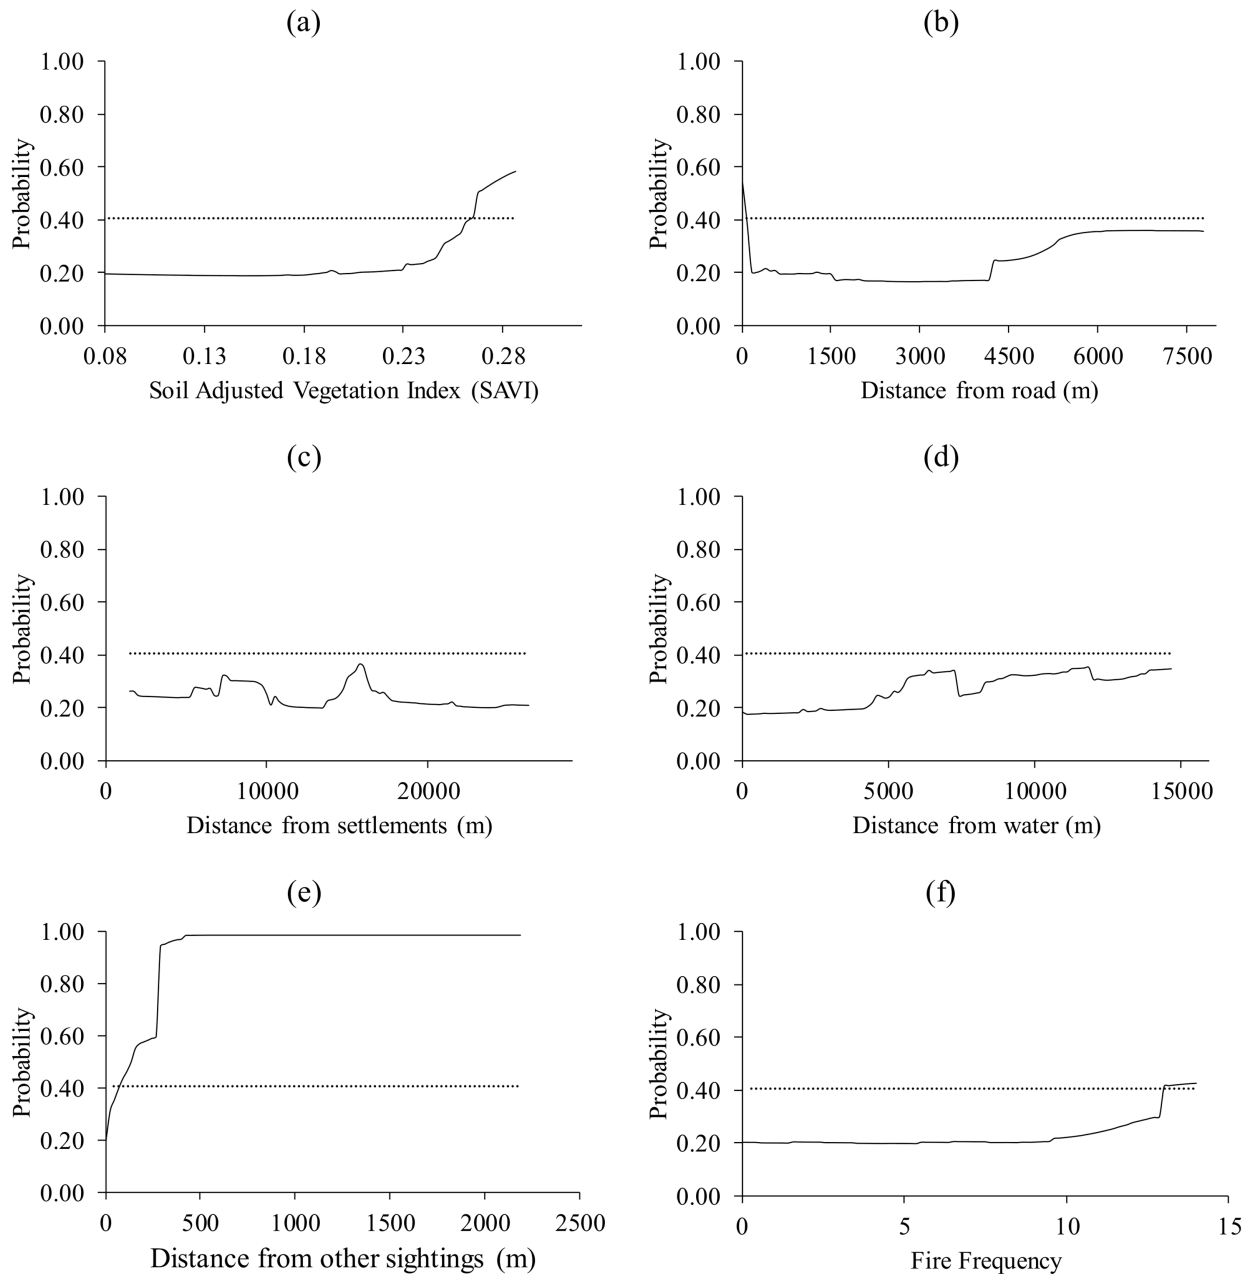 (a)
1.00
0.80
0.60
0.40
0.20
0.00
Probability
0.08 0.13 0.18 0.23 0.28
Soil Adjusted Vegetation Index (SAVI)
(b)
1.00
0.80
0.60
0.40
0.20
0.00
Probability
0 1500 3000 4500 6000 7500
Distance from road (m)
(c)
1.00
0.80
0.60
0.40
0.20
0.00
Probability
0 10000 20000
Distance from settlements (m)
(d)
1.00
0.80
0.60
0.40
0.20
0.00
Probability
0 5000 10000 15000
Distance from water (m)
(e)
1.00
0.80
0.60
0.40
0.20
0.00
Probability
0 500 1000 1500 2000 2500
Distance from other sightings (m)
(f)
1.00
0.80
0.60
0.40
0.20
0.00
Probability
0 5 10 15
Fire Frequency